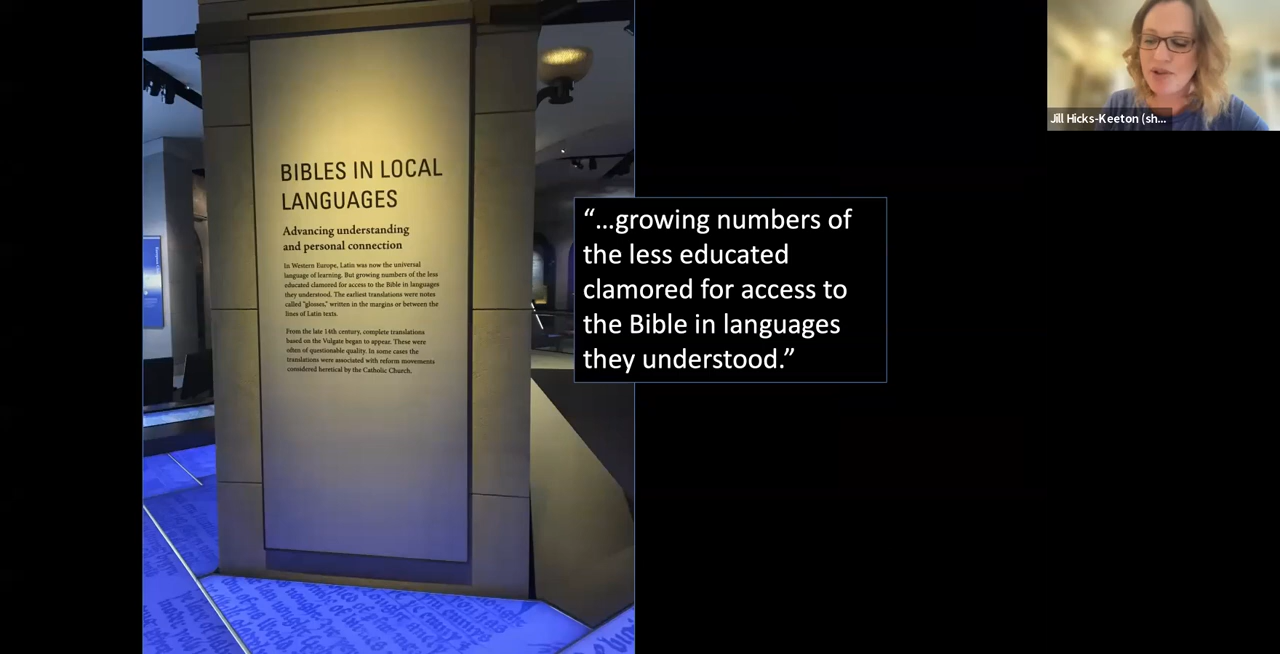 BIBLES IN LOCAL
LANGUAGES
Advancing understanding
and personal connection
In Western Europe, Latin was now the universal
language of learning. But growing numbers of the less
educated clamored for access to the Bible in languages
they understood. The earliest translations were notes
called "glosses," written in the margins or between the
lines of Latin texts.
From the late 14th century, complete translations
based on the Vulgate began to appear. These were
often of questionable quality. In some cases the
translations were associated with reform movements
considered heretical by the Catholic Church.
“...growing numbers of
the less educated
clamored for access to
the Bible in languages
they understood.”
Jill Hicks-Keeton (sh...